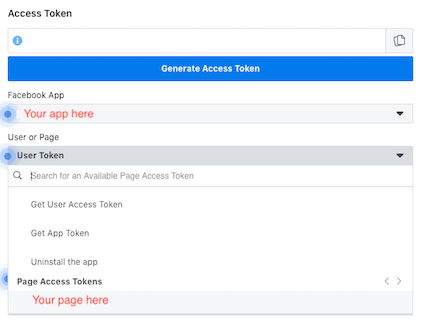 Access Token
Generate Access Token
Facebook App
Your app here
User or Page
User Token
Search for an Available Page Access Token
Get User Access Token
Get App Token
Uninstall the app
Page Access Tokens
Your page here